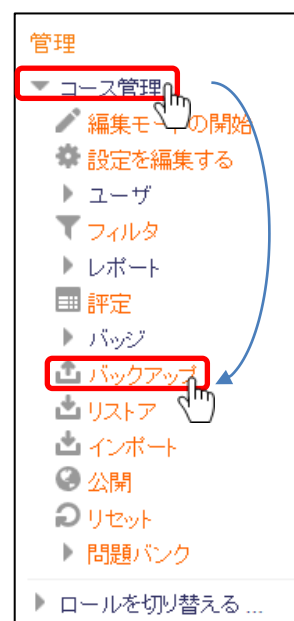 管理
コース管理
編集モードの開始
設定を編集する
ユーザ
フィルタ
レポート
評定
バッジ
バックアップ
リストア
インポート
公開
リセット
問題バンク
ロールを切り替える ...